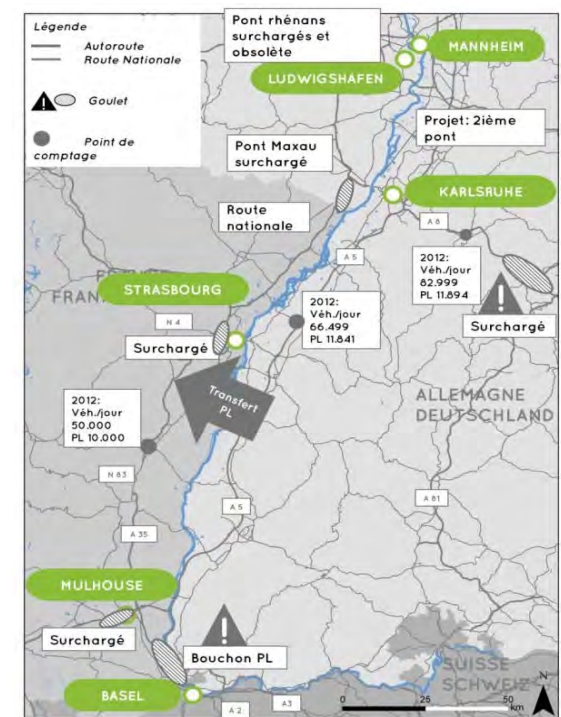 Légende
Autoroute
Route Nationale
Goulet
Point de
comptage
Pont rhénans
surchargés et
obsolète
MANNHEIM
LUDWIGSHAFEN
Projet: 2ième
pont
Pont Maxau
surchargé
KARLSRUHE
Route
nationale
A 8
A 5
2012:
Véh./jour
82.999
PL 11.894
STRASBOURG
2012:
Véh./jour
66.499
PL 11.841
N 4
Surchargé
Surchargé
Transfert
PL
ALLEMAGNE
DEUTSCHLAND
2012:
Véh./jour
50.000
PL 10.000
N 83
A 5
A 81
A 35
MULHOUSE
Surchargé
Bouchon PL
SUISSE
SCHWEIZ
BASEL
A 2
A3
0 25 50
km
N